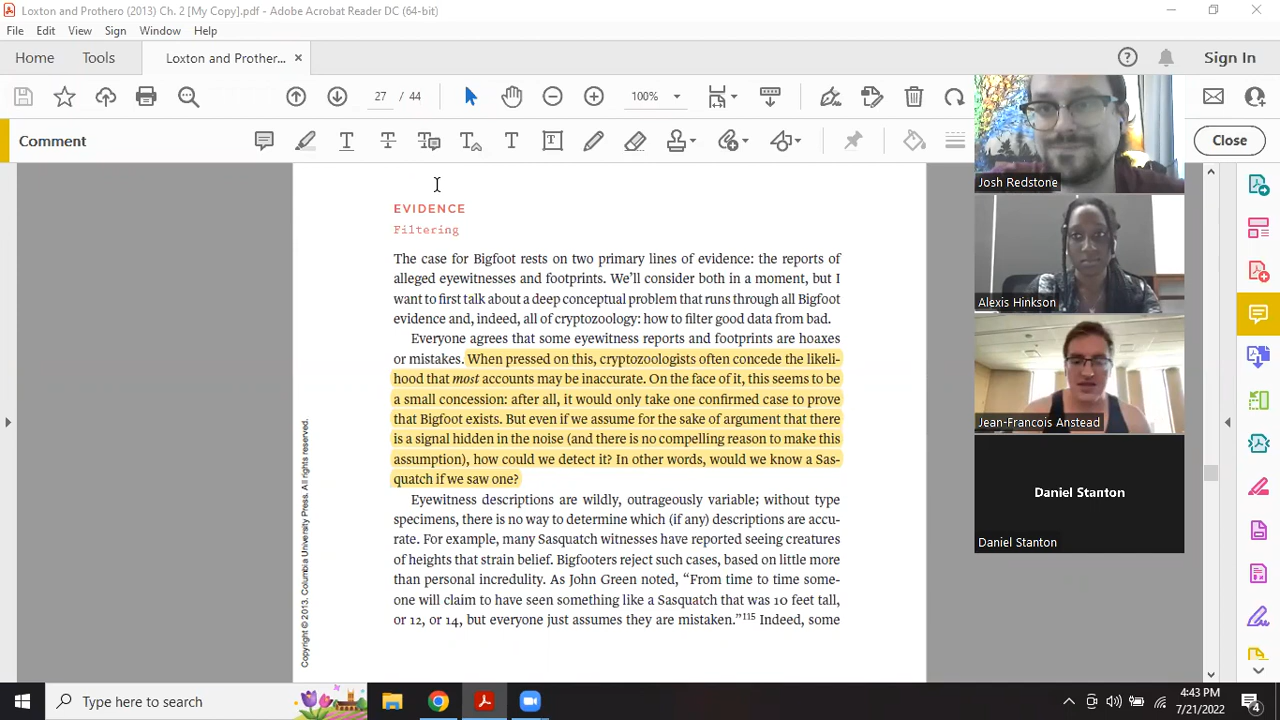 Loxton and Prothero (2013) Ch. 2 [My Copy].pdf - Adobe Acrobat Reader DC (64-bit)
File Edit View Sign Window Help
Home Tools Loxton and Prother... ×
Sign In
27 / 44
100%
Comment
Close
EVIDENCE
Filtering
The case for Bigfoot rests on two primary lines of evidence: the reports of
alleged eyewitnesses and footprints. We'll consider both in a moment, but I
want to first talk about a deep conceptual problem that runs through all Bigfoot
evidence and, indeed, all of cryptozoology: how to filter good data from bad.
Everyone agrees that some eyewitness reports and footprints are hoaxes
or mistakes. When pressed on this, cryptozoologists often concede the likeli-
hood that most accounts may be inaccurate. On the face of it, this seems to be
a small concession: after all, it would only take one confirmed case to prove
that Bigfoot exists. But even if we assume for the sake of argument that there
is a signal hidden in the noise (and there is no compelling reason to make this
assumption), how could we detect it? In other words, would we know a Sas-
quatch if we saw one?
Eyewitness descriptions are wildly, outrageously variable; without type
specimens, there is no way to determine which (if any) descriptions are accu-
rate. For example, many Sasquatch witnesses have reported seeing creatures
of heights that strain belief. Bigfooters reject such cases, based on little more
than personal incredulity. As John Green noted, “From time to time some-
one will claim to have seen something like a Sasquatch that was 10 feet tall,
or 12, or 14, but everyone just assumes they are mistaken.”115 Indeed, some
Copyright © 2013. Columbia University Press. All rights reserved.
Josh Redstone
Alexis Hinkson
Jean-Francois Anstead
Daniel Stanton
Daniel Stanton
Type here to search
4:43 PM
7/21/2022
4